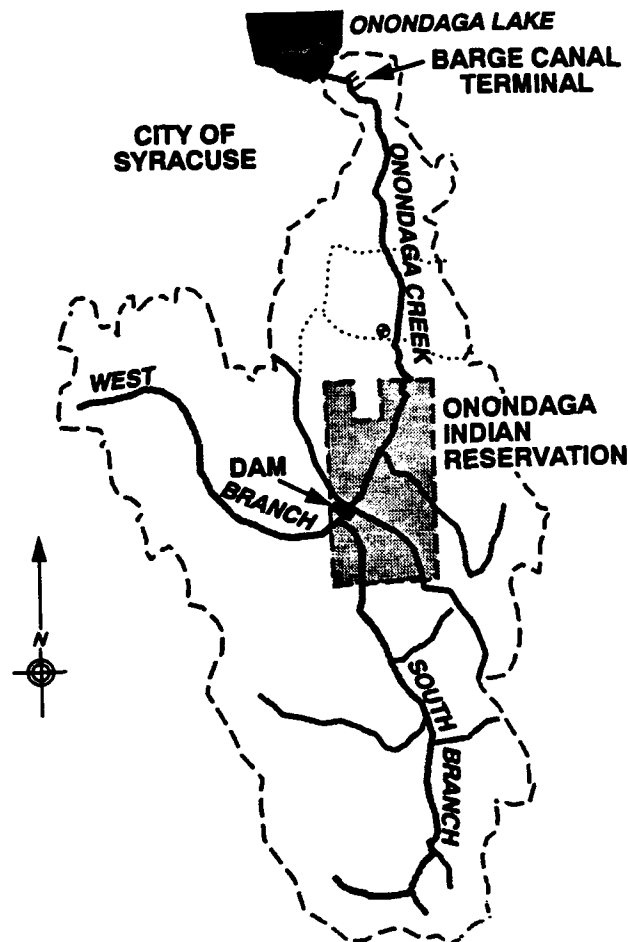 ONONDAGA LAKE
BARGE CANAL
TERMINAL
CITY OF
SYRACUSE
ONONDAGA CREEK
WEST
ONONDAGA
INDIAN
RESERVATION
DAM
BRANCH
N
SOUTH
BRANCH